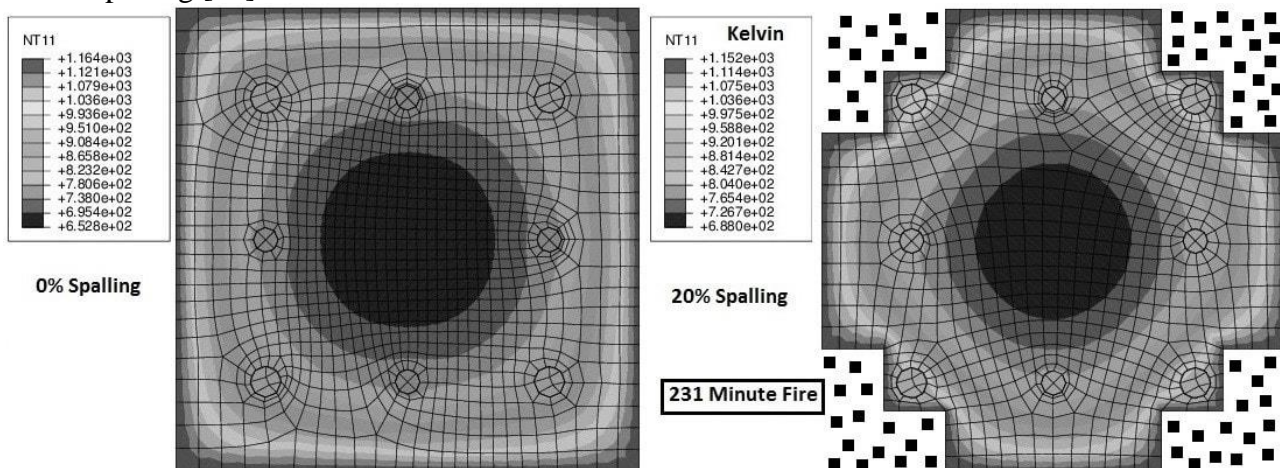 NT11
+1.164e+03
+1.121e+03
+1.079e+03
+1.036e+03
+9.936e+02
+9.510e+02
+9.084e+02
+8.658e+02
+8.232e+02
+7.806e+02
+7.380e+02
+6.954e+02
+6.528e+02
0% Spalling
NT11 Kelvin
+1.152e+03
+1.114e+03
+1.075e+03
+1.036e+03
+9.975e+02
+9.588e+02
+9.201e+02
+8.814e+02
+8.427e+02
+8.040e+02
+7.654e+02
+7.267e+02
+6.880e+02
20% Spalling
231 Minute Fire